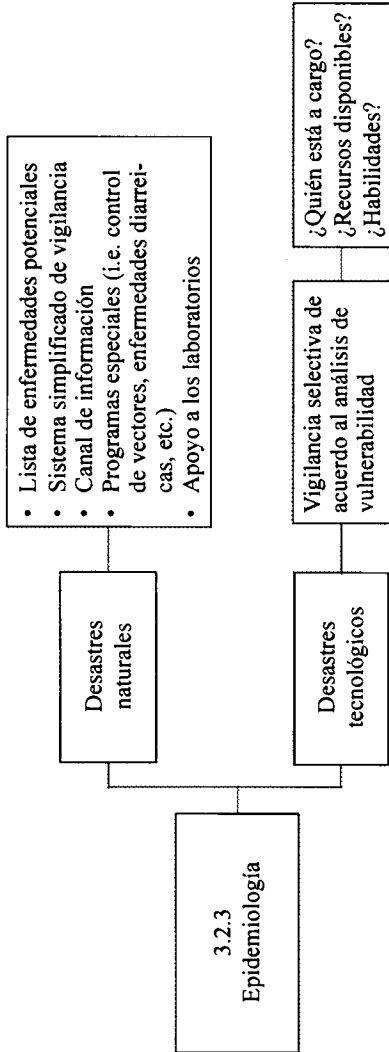 3.2.3
Epidemiología
Desastres
naturales
• Lista de enfermedades potenciales
• Sistema simplificado de vigilancia
• Canal de información
• Programas especiales (i.e. control
de vectores, enfermedades diarrei-
cas, etc.)
• Apoyo a los laboratorios
Desastres
tecnológicos
Vigilancia selectiva de
acuerdo al análisis de
vulnerabilidad
¿Quién está a cargo?
¿Recursos disponibles?
¿Habilidades?